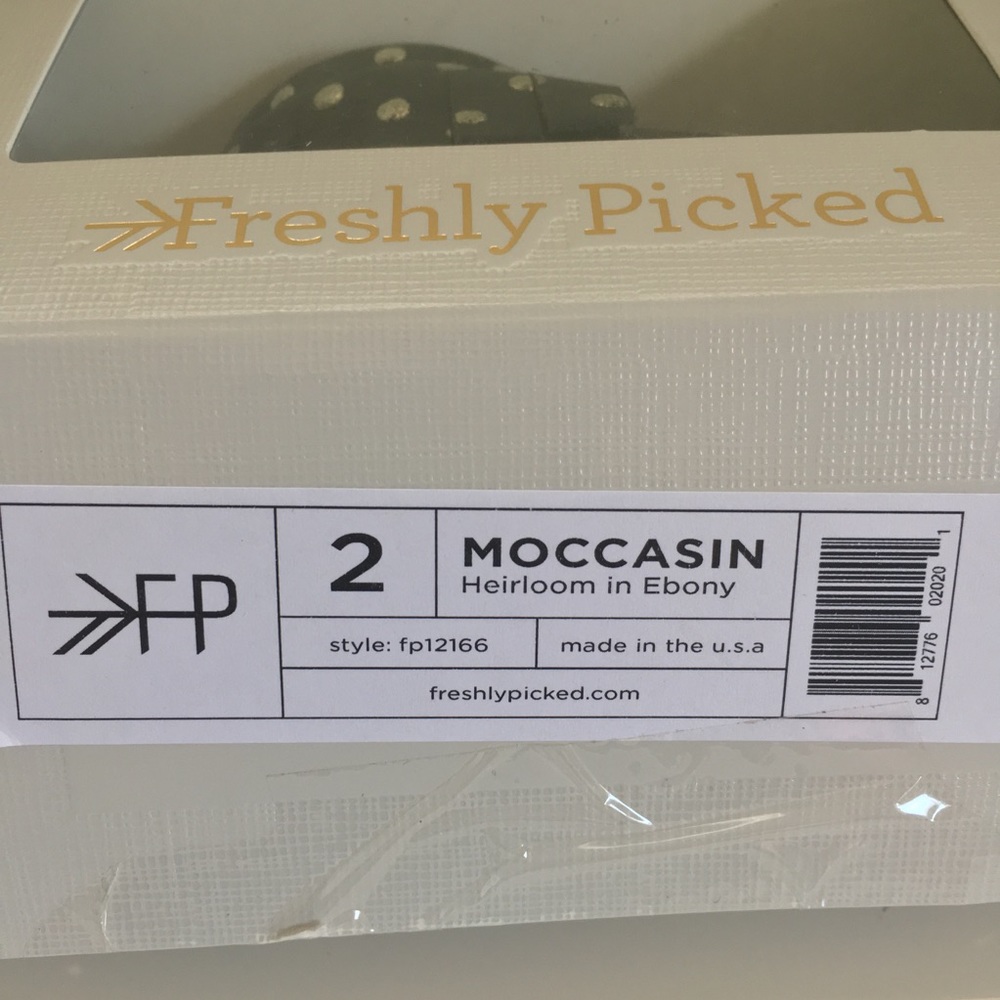 Freshly Picked
FP
2
MOCCASIN
Heirloom in Ebony
style: fp12166
made in the u.s.a
freshlypicked.com
8 12776 02020 1